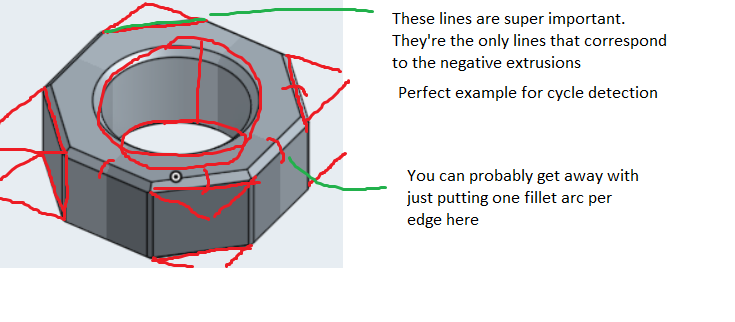 These lines are super important.
They're the only lines that correspond
to the negative extrusions
Perfect example for cycle detection
You can probably get away with
just putting one fillet arc per
edge here